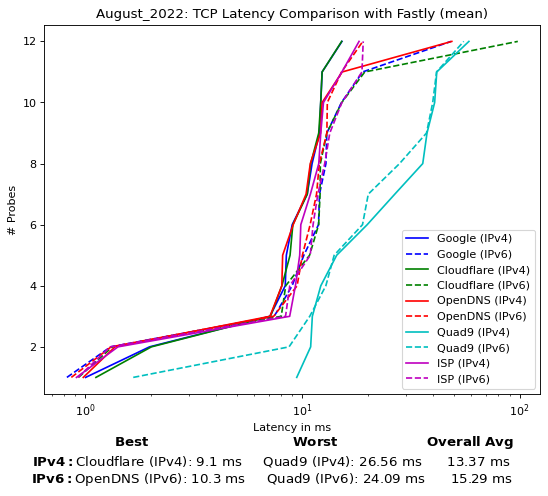 August_2022: TCP Latency Comparison with Fastly (mean)
12
10
8
6
4
2
# Probes
Google (IPv4)
Google (IPv6)
Cloudflare (IPv4)
Cloudflare (IPv6)
OpenDNS (IPv4)
OpenDNS (IPv6)
Quad9 (IPv4)
Quad9 (IPv6)
ISP (IPv4)
ISP (IPv6)
10⁰ 10¹ 10²
Latency in ms
Best Worst Overall Avg
IPv4: Cloudflare (IPv4): 9.1 ms Quad9 (IPv4): 26.56 ms 13.37 ms
IPv6: OpenDNS (IPv6): 10.3 ms Quad9 (IPv6): 24.09 ms 15.29 ms